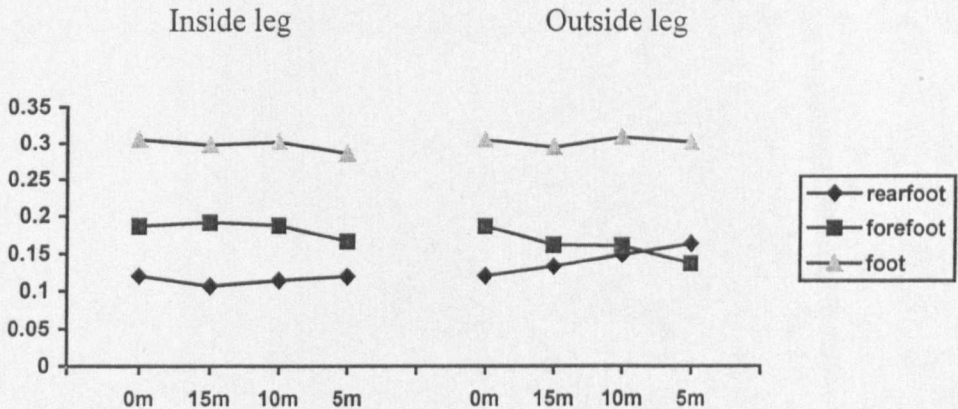 Inside leg
Outside leg
0.35
0.3
0.25
0.2
0.15
0.1
0.05
0
0m 15m 10m 5m
0m 15m 10m 5m
rearfoot
forefoot
foot